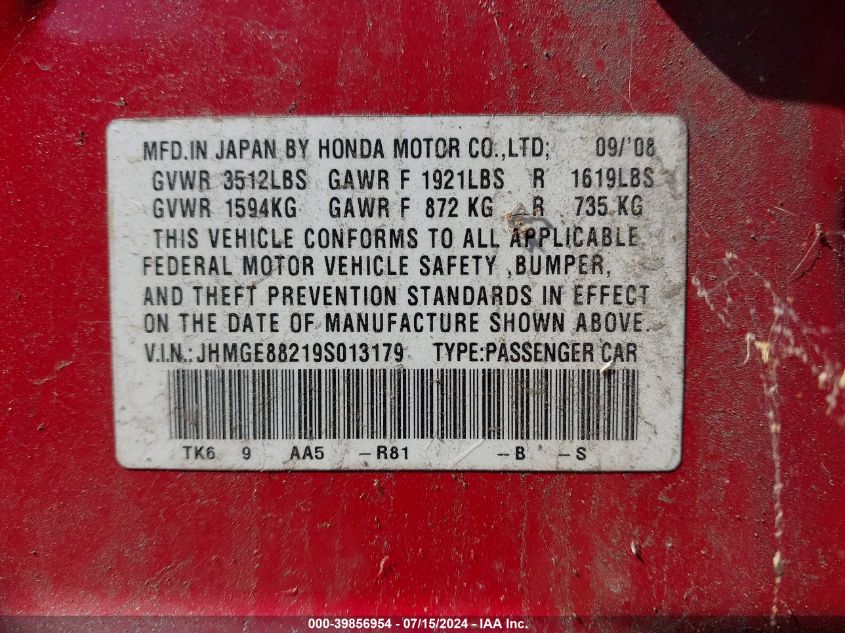 MFD.IN JAPAN BY HONDA MOTOR CO.,LTD; 09/'08
GVWR 3512LBS GAWR F 1921LBS R 1619LBS
GVWR 1594KG GAWR F 872 KG R 735 KG
THIS VEHICLE CONFORMS TO ALL APPLICABLE
FEDERAL MOTOR VEHICLE SAFETY ,BUMPER,
AND THEFT PREVENTION STANDARDS IN EFFECT
ON THE DATE OF MANUFACTURE SHOWN ABOVE.
V.I.N.: JHMGE88219S013179 TYPE:PASSENGER CAR
TK6 9 AA5 -R81 --B -S
000-39856954 - 07/15/2024 - IAA Inc.